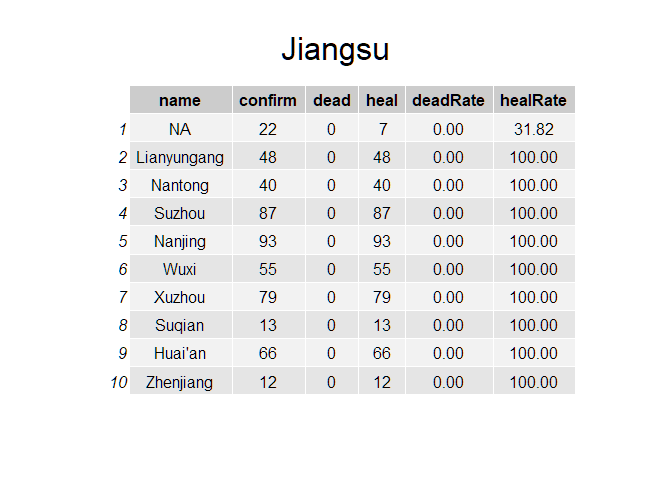 Jiangsu
name confirm dead heal deadRate healRate
1 NA 22 0 7 0.00 31.82
2 Lianyungang 48 0 48 0.00 100.00
3 Nantong 40 0 40 0.00 100.00
4 Suzhou 87 0 87 0.00 100.00
5 Nanjing 93 0 93 0.00 100.00
6 Wuxi 55 0 55 0.00 100.00
7 Xuzhou 79 0 79 0.00 100.00
8 Suqian 13 0 13 0.00 100.00
9 Huai'an 66 0 66 0.00 100.00
10 Zhenjiang 12 0 12 0.00 100.00